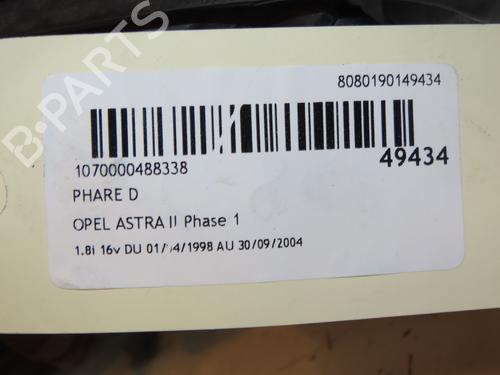 8080190149434
1070000488338
49434
PHARE D
OPEL ASTRA II Phase 1
1.8i 16v DU 01/04/1998 AU 30/09/2004
B-PARTS